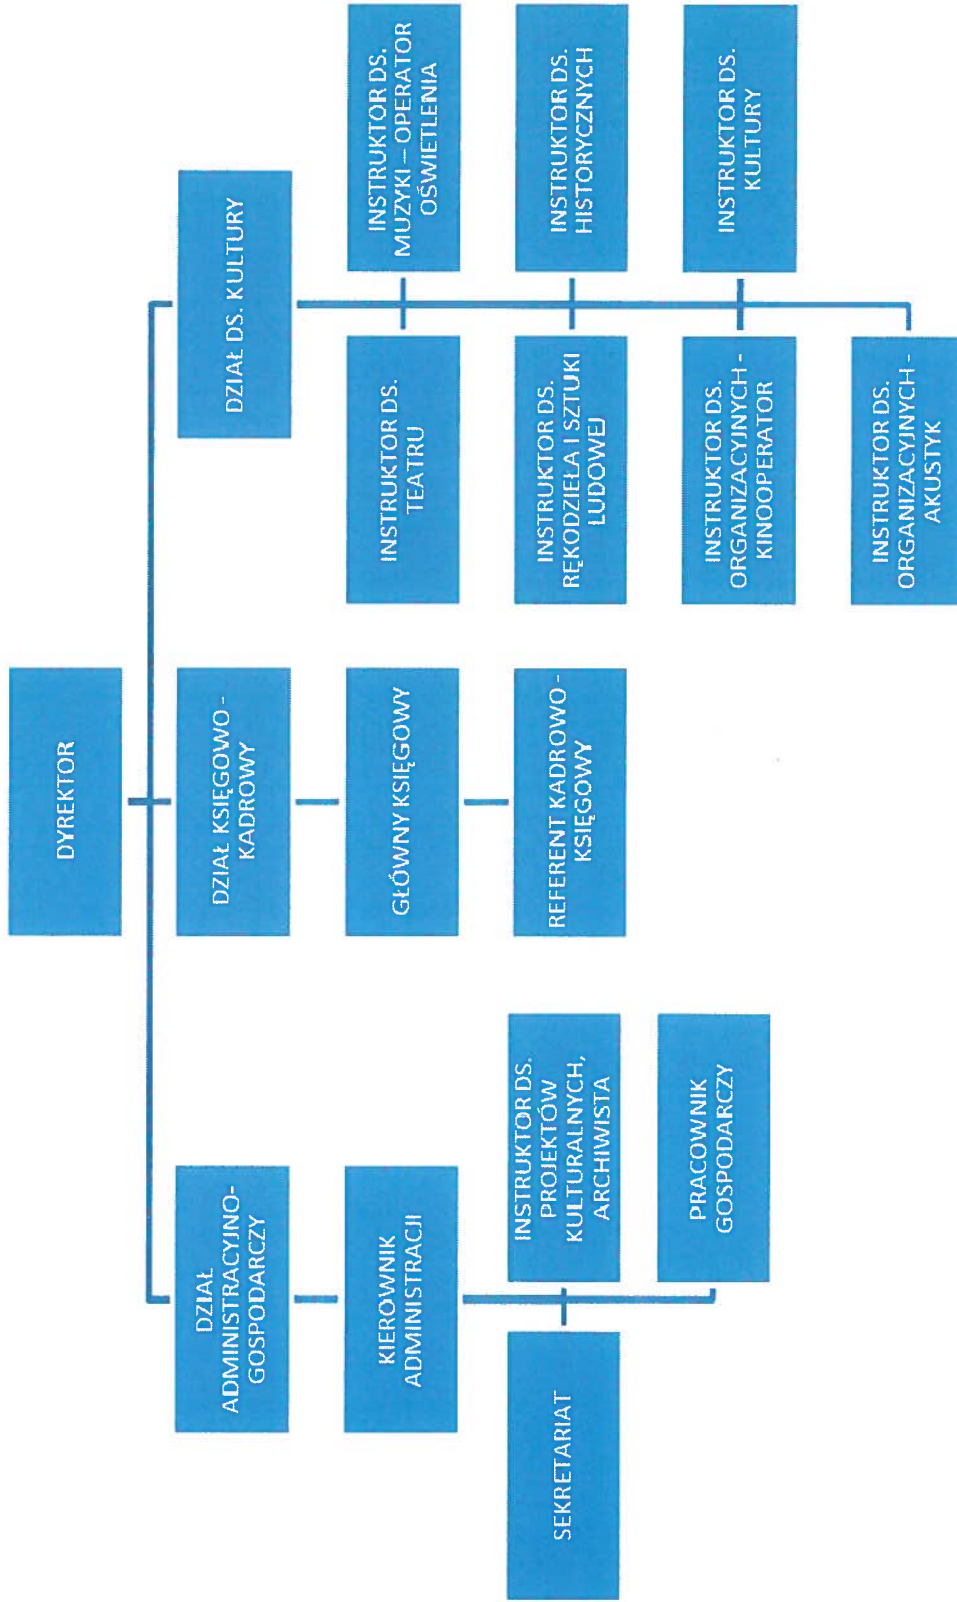 DYREKTOR
DZIAŁ
ADMINISTRACYJNO-
GOSPODARCZY
KIEROWNIK
ADMINISTRACJI
SEKRETARIAT
INSTRUKTOR DS.
PROJEKTÓW
KULTURALNYCH,
ARCHIWISTA
PRACOWNIK
GOSPODARCZY
DZIAŁ KSIĘGOWO -
KADROWY
GŁÓWNY KSIĘGOWY
REFERENT KADROWO -
KSIĘGOWY
DZIAŁ DS. KULTURY
INSTRUKTOR DS.
TEATRU
INSTRUKTOR DS.
MUZYKI – OPERATOR
OŚWIETLENIA
INSTRUKTOR DS.
RĘKODZIEŁA I SZTUKI
LUDOWEJ
INSTRUKTOR DS.
HISTORYCZNYCH
INSTRUKTOR DS.
ORGANIZACYJNYCH -
KINOOPERATOR
INSTRUKTOR DS.
KULTURY
INSTRUKTOR DS.
ORGANIZACYJNYCH -
AKUSTYK